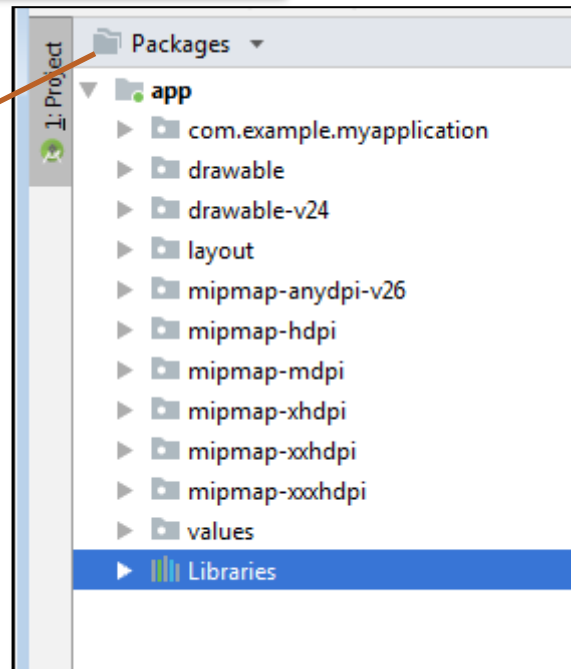 1: Project
Packages
app
com.example.myapplication
drawable
drawable-v24
layout
mipmap-anydpi-v26
mipmap-hdpi
mipmap-mdpi
mipmap-xhdpi
mipmap-xxhdpi
mipmap-xxxhdpi
values
Libraries